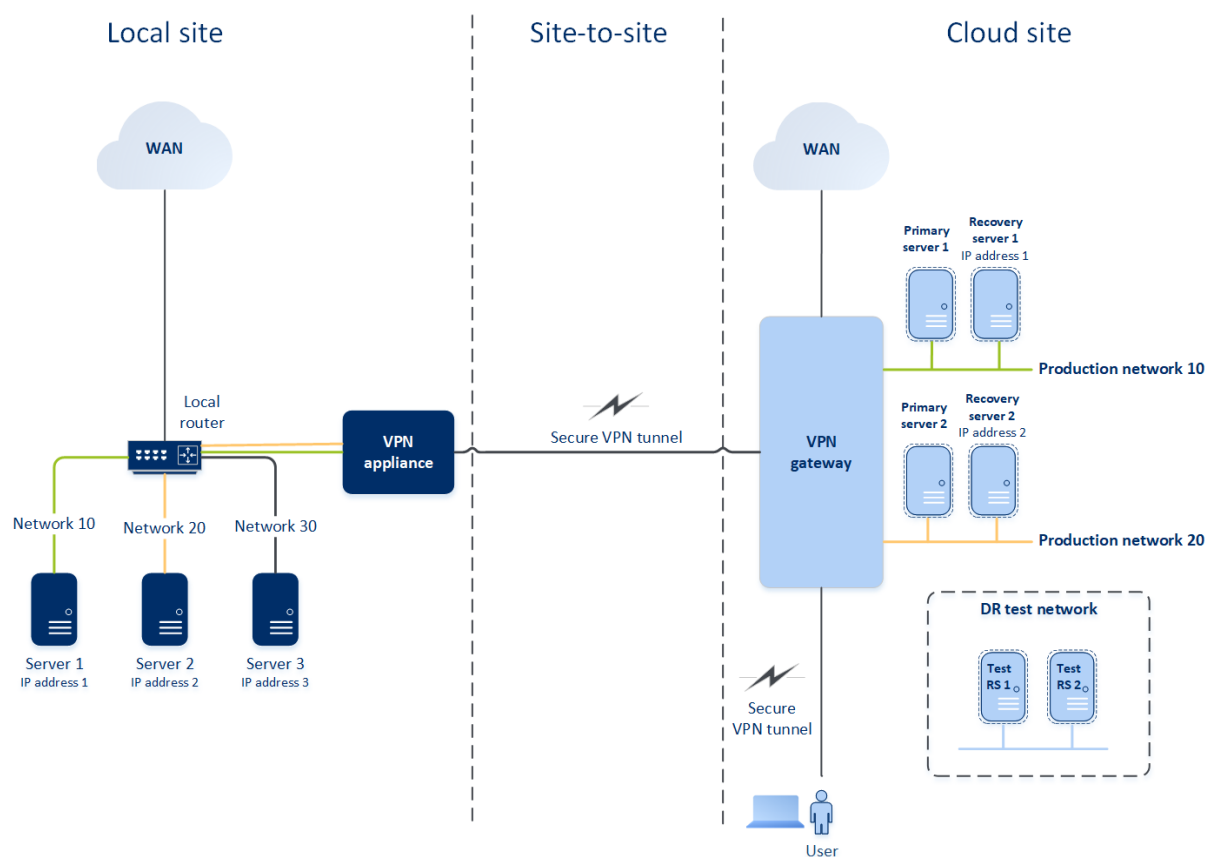 Local site
Site-to-site
Cloud site
WAN
WAN
Primary
server 1
Recovery
server 1
IP address 1
Production network 10
Local
router
VPN
appliance
Secure VPN tunnel
VPN
gateway
Primary
server 2
Recovery
server 2
IP address 2
Production network 20
Network 10
Network 20
Network 30
Server 1
IP address 1
Server 2
IP address 2
Server 3
IP address 3
DR test network
Test
RS 1
Test
RS 2
Secure
VPN tunnel
User